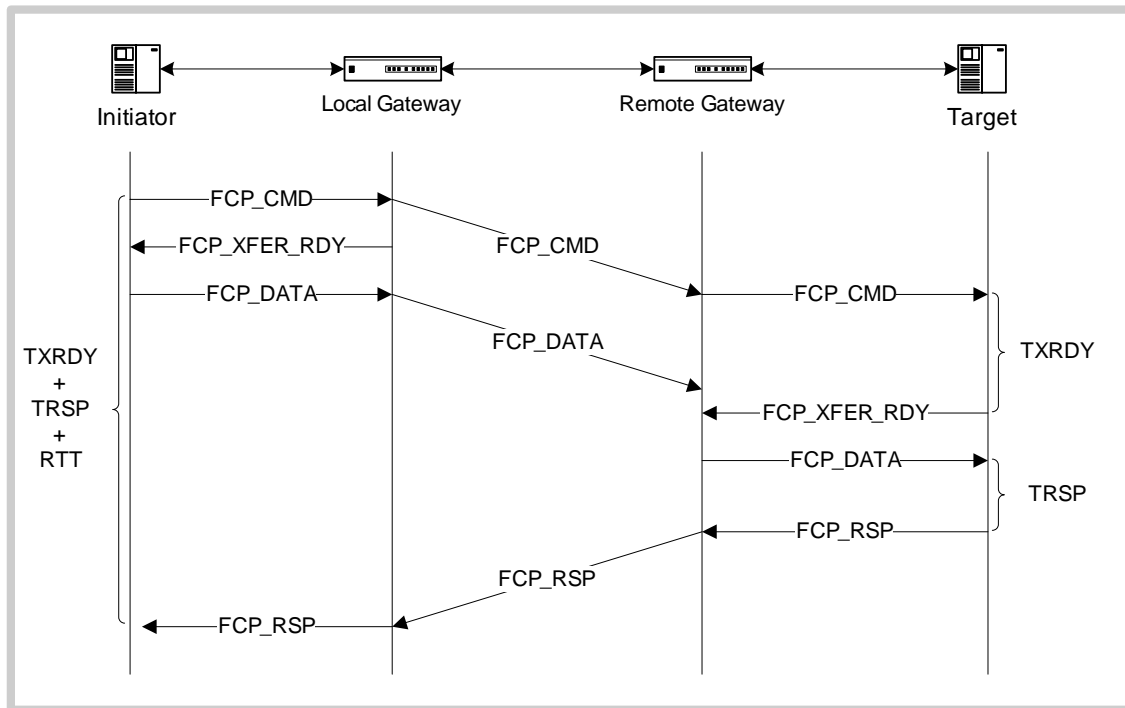 Initiator
Local Gateway
Remote Gateway
Target
FCP_CMD
FCP_XFER_RDY
FCP_CMD
FCP_DATA
FCP_CMD
FCP_DATA
TXRDY
TXRDY
+
TRSP
+
RTT
FCP_XFER_RDY
FCP_DATA
TRSP
FCP_RSP
FCP_RSP
FCP_RSP